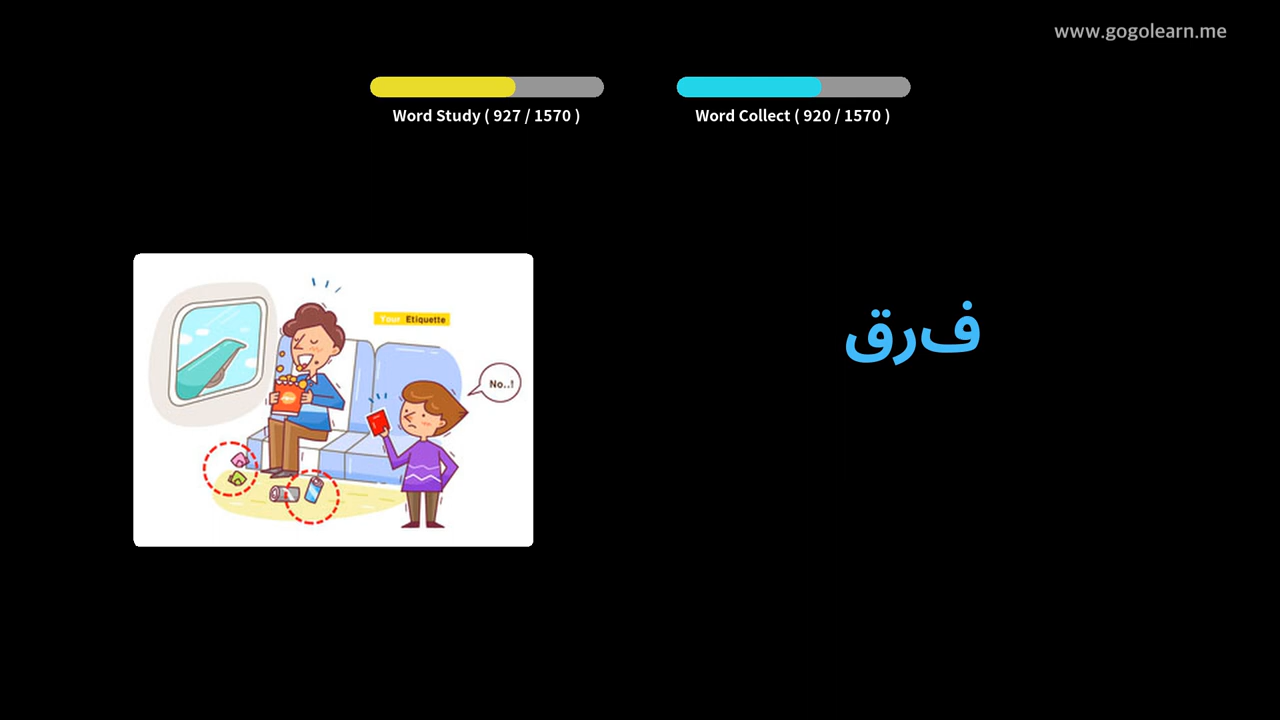 www.gogolearn.me
Word Study ( 927 / 1570 )
Word Collect ( 920 / 1570 )
Your Etiquette
No..!
فرق